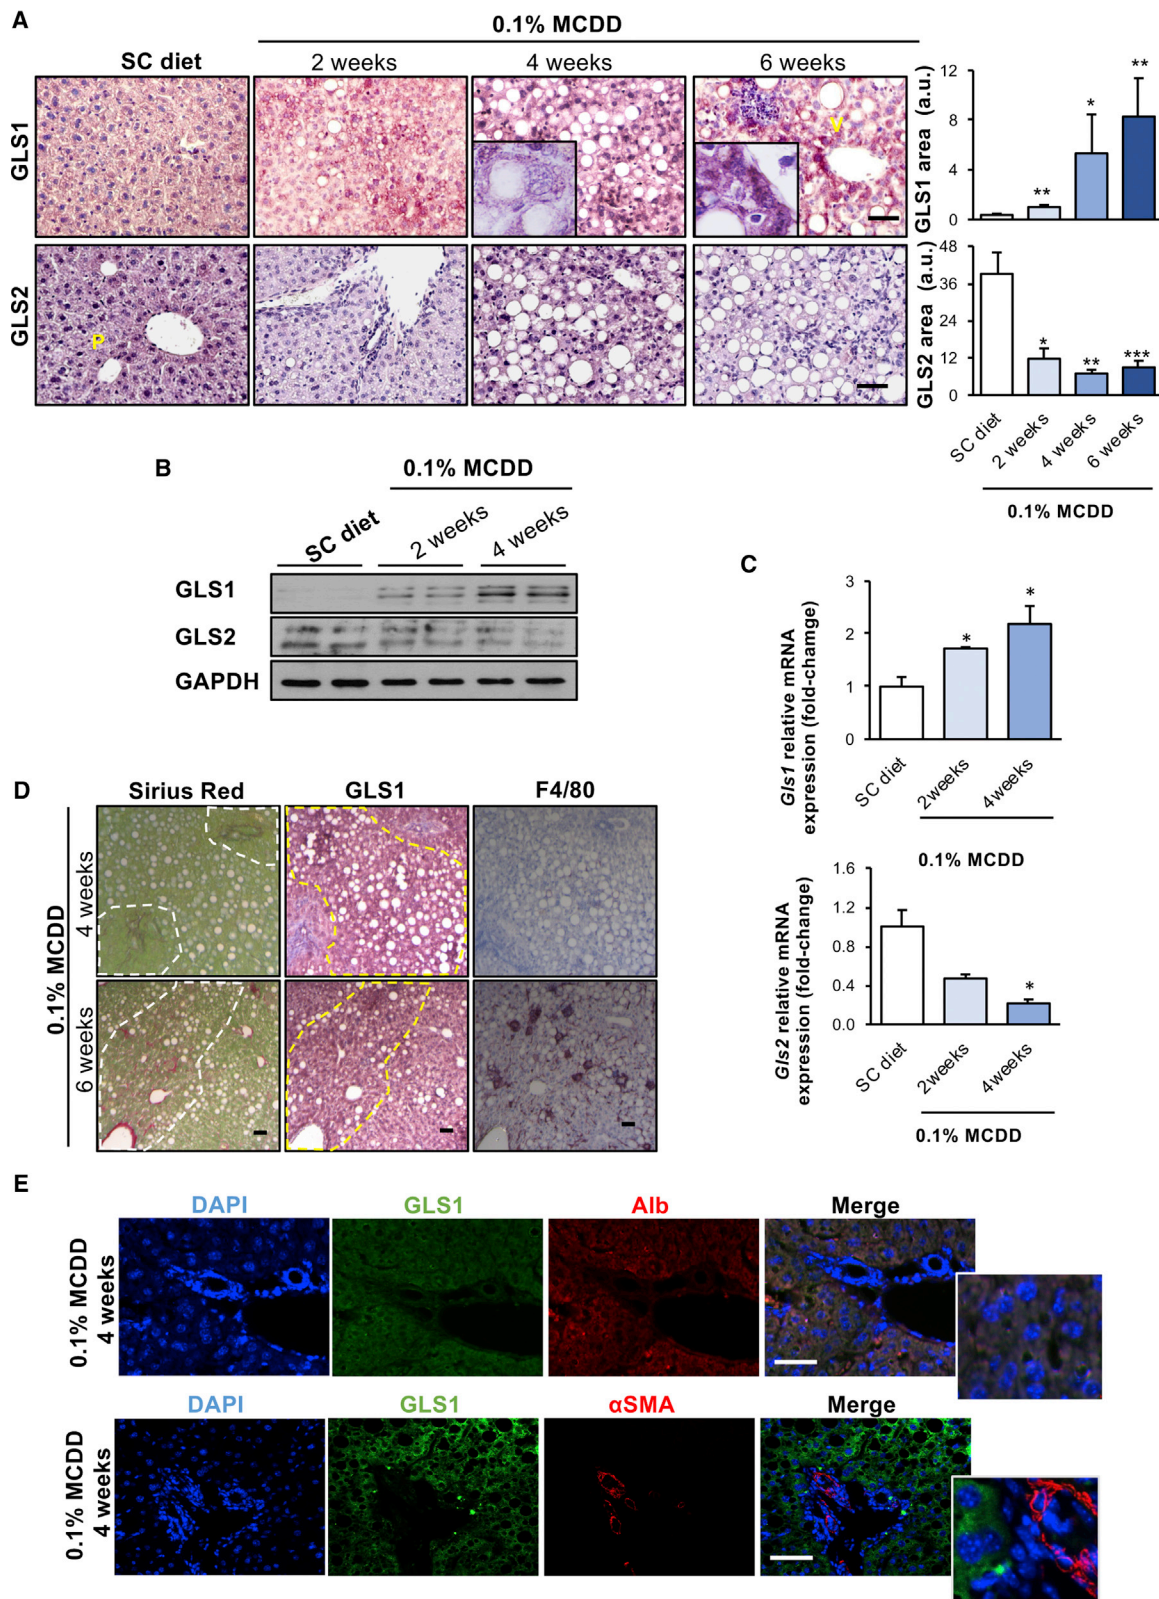 A
0.1% MCDD
SC diet
2 weeks
4 weeks
6 weeks
GLS1
V
GLS1 area (a.u.)
12
8
4
0
**
*
**
GLS2
P
GLS2 area (a.u.)
48
36
24
12
0
*
**
***
SC diet
2 weeks
4 weeks
6 weeks
0.1% MCDD
B
0.1% MCDD
SC diet
2 weeks
4 weeks
GLS1
GLS2
GAPDH
C
Gls1 relative mRNA
expression (fold-change)
3
2
1
0
*
*
SC diet
2weeks
4weeks
0.1% MCDD
Gls2 relative mRNA
expression (fold-change)
1.6
1.2
0.8
0.4
0.0
*
SC diet
2weeks
4weeks
0.1% MCDD
D
Sirius Red
GLS1
F4/80
0.1% MCDD
4 weeks
6 weeks
E
DAPI
GLS1
Alb
Merge
0.1% MCDD
4 weeks
DAPI
GLS1
αSMA
Merge
0.1% MCDD
4 weeks